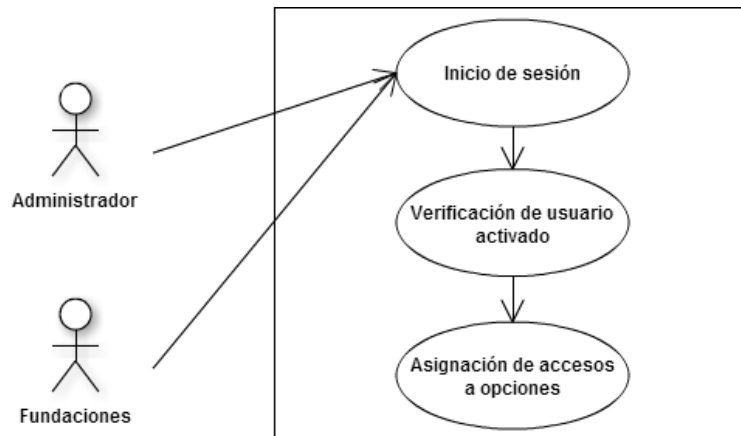 Inicio de sesión
Administrador
Verificación de usuario
activado
Fundaciones
Asignación de accesos
a opciones